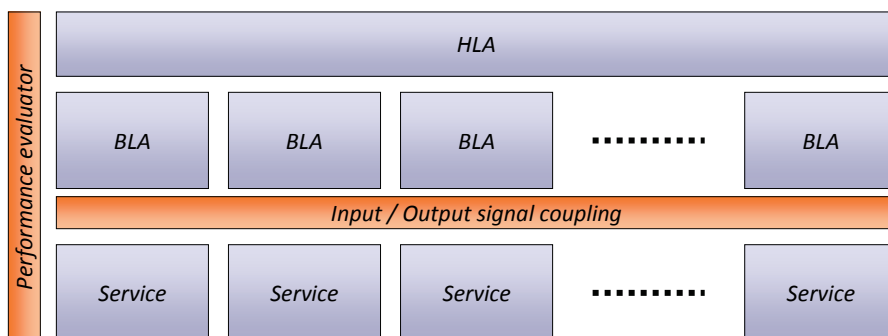 Performance evaluator
HLA
BLA
BLA
BLA
BLA
Input / Output signal coupling
Service
Service
Service
Service